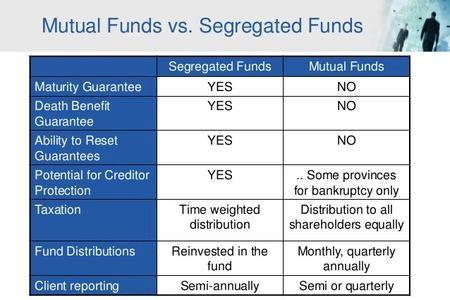 Mutual Funds vs. Segregated Funds
Segregated Funds Mutual Funds
Maturity Guarantee YES NO
Death Benefit YES NO
Guarantee
Ability to Reset YES NO
Guarantees
Potential for Creditor YES .. Some provinces
Protection for bankruptcy only
Taxation Time weighted Distribution to all
distribution shareholders equally
Fund Distributions Reinvested in the Monthly, quarterly
fund annually
Client reporting Semi-annually Semi or quarterly